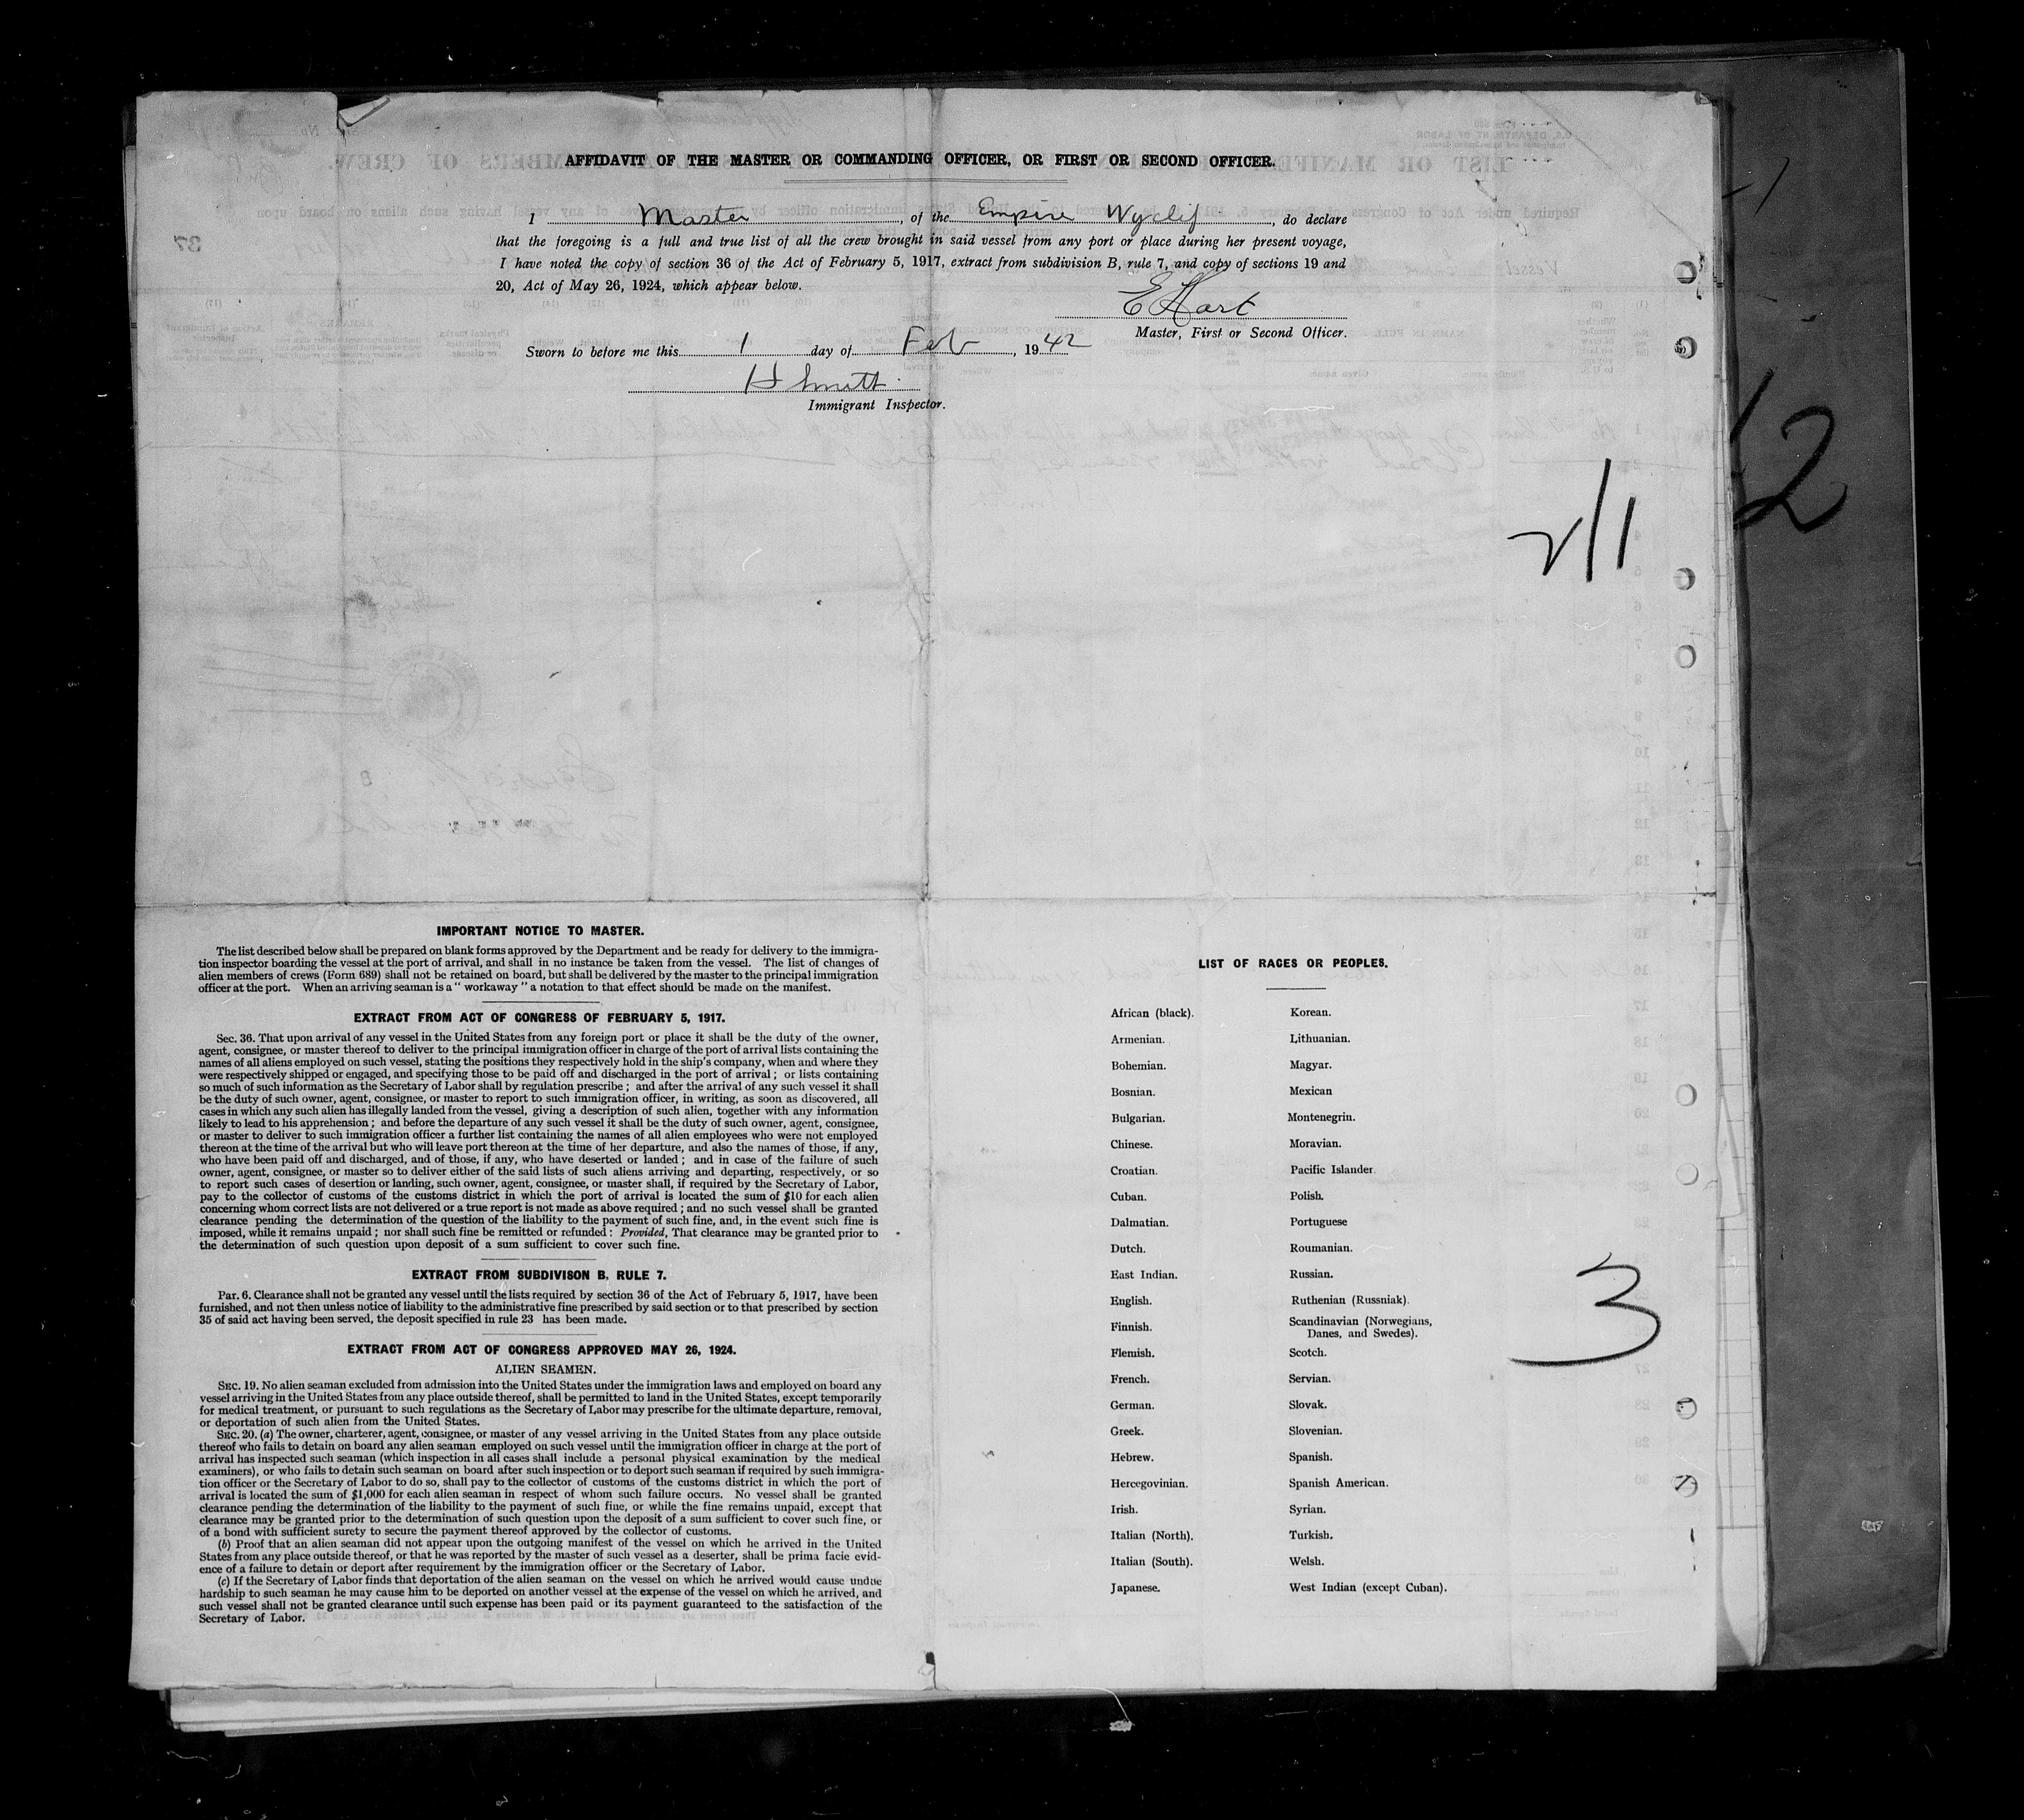 AFFIDAVIT OF THE MASTER OR COMMANDING OFFICER, OR FIRST OR SECOND OFFICER.
I Master, of the Empire Wyclif, do declare
that the foregoing is a full and true list of all the crew brought in said vessel from any port or place during her present voyage,
I have noted the copy of section 36 of the Act of February 5, 1917, extract from subdivision B, rule 7, and copy of sections 19 and
20, Act of May 26, 1924, which appear below.
E Hart
Master, First or Second Officer.
Sworn to before me this 1 day of Feb, 1942
H Smith
Immigrant Inspector.
2/1
12
IMPORTANT NOTICE TO MASTER.
The list described below shall be prepared on blank forms approved by the Department and be ready for delivery to the immigra-
tion inspector boarding the vessel at the port of arrival, and shall in no instance be taken from the vessel. The list of changes of
alien members of crews (Form 689) shall not be retained on board, but shall be delivered by the master to the principal immigration
officer at the port. When an arriving seaman is a " workaway " a notation to that effect should be made on the manifest.
EXTRACT FROM ACT OF CONGRESS OF FEBRUARY 5, 1917.
Sec. 36. That upon arrival of any vessel in the United States from any foreign port or place it shall be the duty of the owner,
agent, consignee, or master thereof to deliver to the principal immigration officer in charge of the port of arrival lists containing the
names of all aliens employed on such vessel, stating the positions they respectively hold in the ship's company, when and where they
were respectively shipped or engaged, and specifying those to be paid off and discharged in the port of arrival ; or lists containing
so much of such information as the Secretary of Labor shall by regulation prescribe ; and after the arrival of any such vessel it shall
be the duty of such owner, agent, consignee, or master to report to such immigration officer, in writing, as soon as discovered, all
cases in which any such alien has illegally landed from the vessel, giving a description of such alien, together with any information
likely to lead to his apprehension ; and before the departure of any such vessel it shall be the duty of such owner, agent, consignee,
or master to deliver to such immigration officer a further list containing the names of all alien employees who were not employed
thereon at the time of the arrival but who will leave port thereon at the time of her departure, and also the names of those, if any,
who have been paid off and discharged, and of those, if any, who have deserted or landed ; and in case of the failure of such
owner, agent, consignee, or master so to deliver either of the said lists of such aliens arriving and departing, respectively, or so
to report such cases of desertion or landing, such owner, agent, consignee, or master shall, if required by the Secretary of Labor,
pay to the collector of customs of the customs district in which the port of arrival is located the sum of $10 for each alien
concerning whom correct lists are not delivered or a true report is not made as above required ; and no such vessel shall be granted
clearance pending the determination of the question of the liability to the payment of such fine, and, in the event such fine is
imposed, while it remains unpaid ; nor shall such fine be remitted or refunded : Provided, That clearance may be granted prior to
the determination of such question upon deposit of a sum sufficient to cover such fine.
EXTRACT FROM SUBDIVISON B, RULE 7.
Par. 6. Clearance shall not be granted any vessel until the lists required by section 36 of the Act of February 5, 1917, have been
furnished, and not then unless notice of liability to the administrative fine prescribed by said section or to that prescribed by section
35 of said act having been served, the deposit specified in rule 23 has been made.
EXTRACT FROM ACT OF CONGRESS APPROVED MAY 26, 1924.
ALIEN SEAMEN.
SEC. 19. No alien seaman excluded from admission into the United States under the immigration laws and employed on board any
vessel arriving in the United States from any place outside thereof, shall be permitted to land in the United States, except temporarily
for medical treatment, or pursuant to such regulations as the Secretary of Labor may prescribe for the ultimate departure, removal,
or deportation of such alien from the United States.
SEC. 20. (a) The owner, charterer, agent, consignee, or master of any vessel arriving in the United States from any place outside
thereof who fails to detain on board any alien seaman employed on such vessel until the immigration officer in charge at the port of
arrival has inspected such seaman (which inspection in all cases shall include a personal physical examination by the medical
examiners), or who fails to detain such seaman on board after such inspection or to deport such seaman if required by such immigra-
tion officer or the Secretary of Labor to do so, shall pay to the collector of customs of the customs district in which the port of
arrival is located the sum of $1,000 for each alien seaman in respect of whom such failure occurs. No vessel shall be granted
clearance pending the determination of the liability to the payment of such fine, or while the fine remains unpaid, except that
clearance may be granted prior to the determination of such question upon the deposit of a sum sufficient to cover such fine, or
of a bond with sufficient surety to secure the payment thereof approved by the collector of customs.
(b) Proof that an alien seaman did not appear upon the outgoing manifest of the vessel on which he arrived in the United
States from any place outside thereof, or that he was reported by the master of such vessel as a deserter, shall be prima facie evid-
ence of a failure to detain or deport after requirement by the immigration officer or the Secretary of Labor.
(c) If the Secretary of Labor finds that deportation of the alien seaman on the vessel on which he arrived would cause undue
hardship to such seaman he may cause him to be deported on another vessel at the expense of the vessel on which he arrived, and
such vessel shall not be granted clearance until such expense has been paid or its payment guaranteed to the satisfaction of the
Secretary of Labor.
LIST OF RACES OR PEOPLES.
African (black). Korean.
Armenian. Lithuanian.
Bohemian. Magyar.
Bosnian. Mexican
Bulgarian. Montenegrin.
Chinese. Moravian.
Croatian. Pacific Islander.
Cuban. Polish.
Dalmatian. Portuguese
Dutch. Roumanian.
East Indian. Russian.
English. Ruthenian (Russniak).
Finnish. Scandinavian (Norwegians,
Danes, and Swedes).
Flemish. Scotch.
French. Servian.
German. Slovak.
Greek. Slovenian.
Hebrew. Spanish.
Hercegovinian. Spanish American.
Irish. Syrian.
Italian (North). Turkish.
Italian (South). Welsh.
Japanese. West Indian (except Cuban).
3